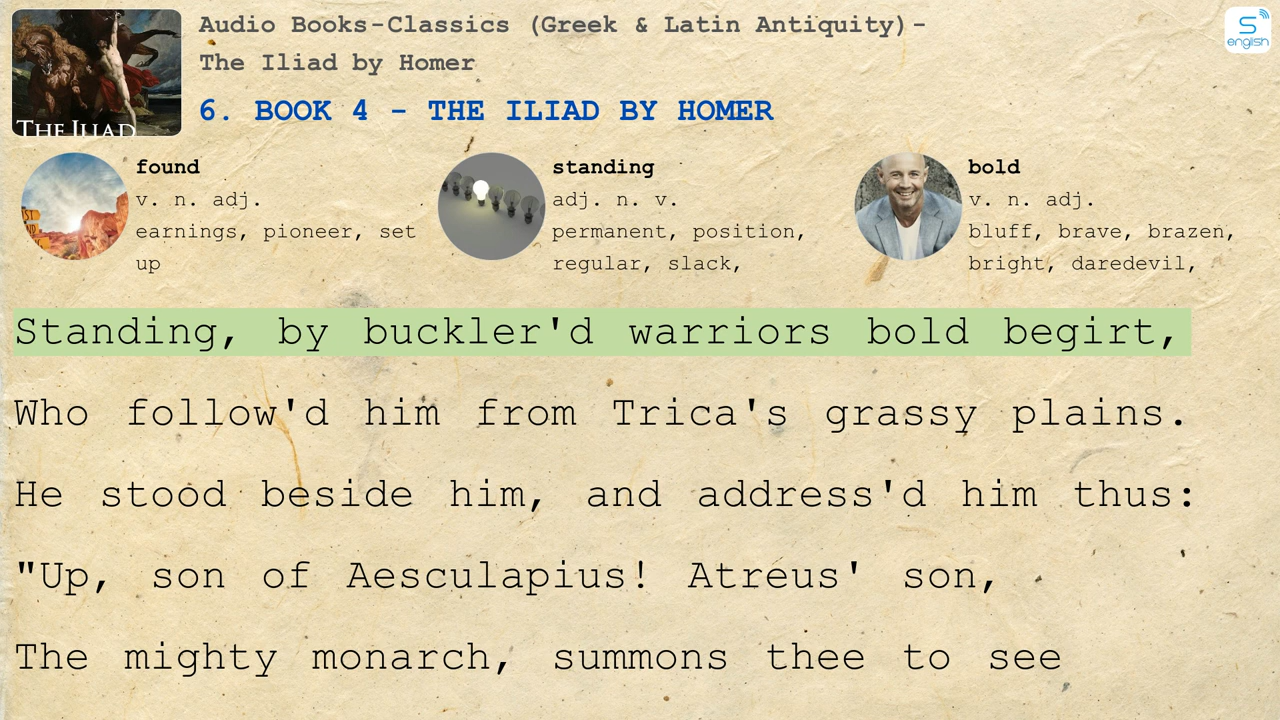 Audio Books-Classics (Greek & Latin Antiquity)-
The Iliad by Homer
6. BOOK 4 - THE ILIAD BY HOMER
THE ILIAD
S
english
found
v. n. adj.
earnings, pioneer, set
up
standing
adj. n. v.
permanent, position,
regular, slack,
bold
v. n. adj.
bluff, brave, brazen,
bright, daredevil,
Standing, by buckler'd warriors bold begirt,
Who follow'd him from Trica's grassy plains.
He stood beside him, and address'd him thus:
"Up, son of Aesculapius! Atreus' son,
The mighty monarch, summons thee to see